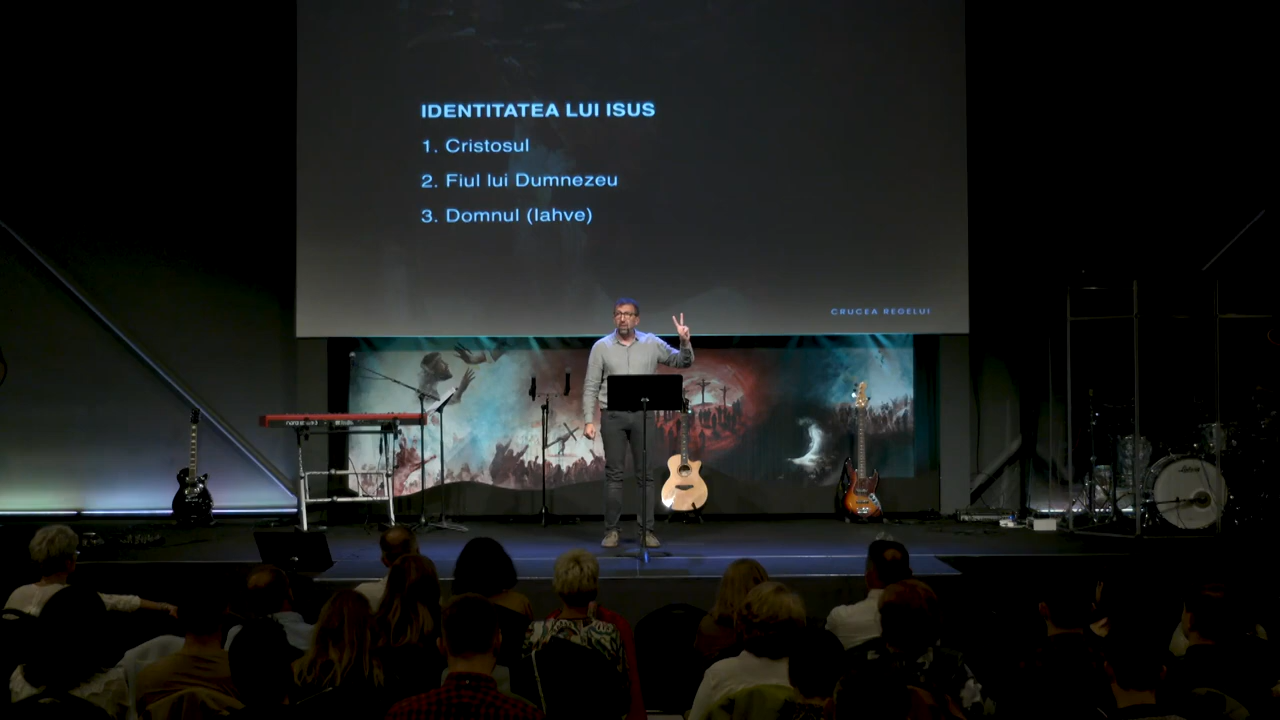 IDENTITATEA LUI ISUS
1. Cristosul
2. Fiul lui Dumnezeu
3. Domnul (Iahve)
CRUCEA REGELUI